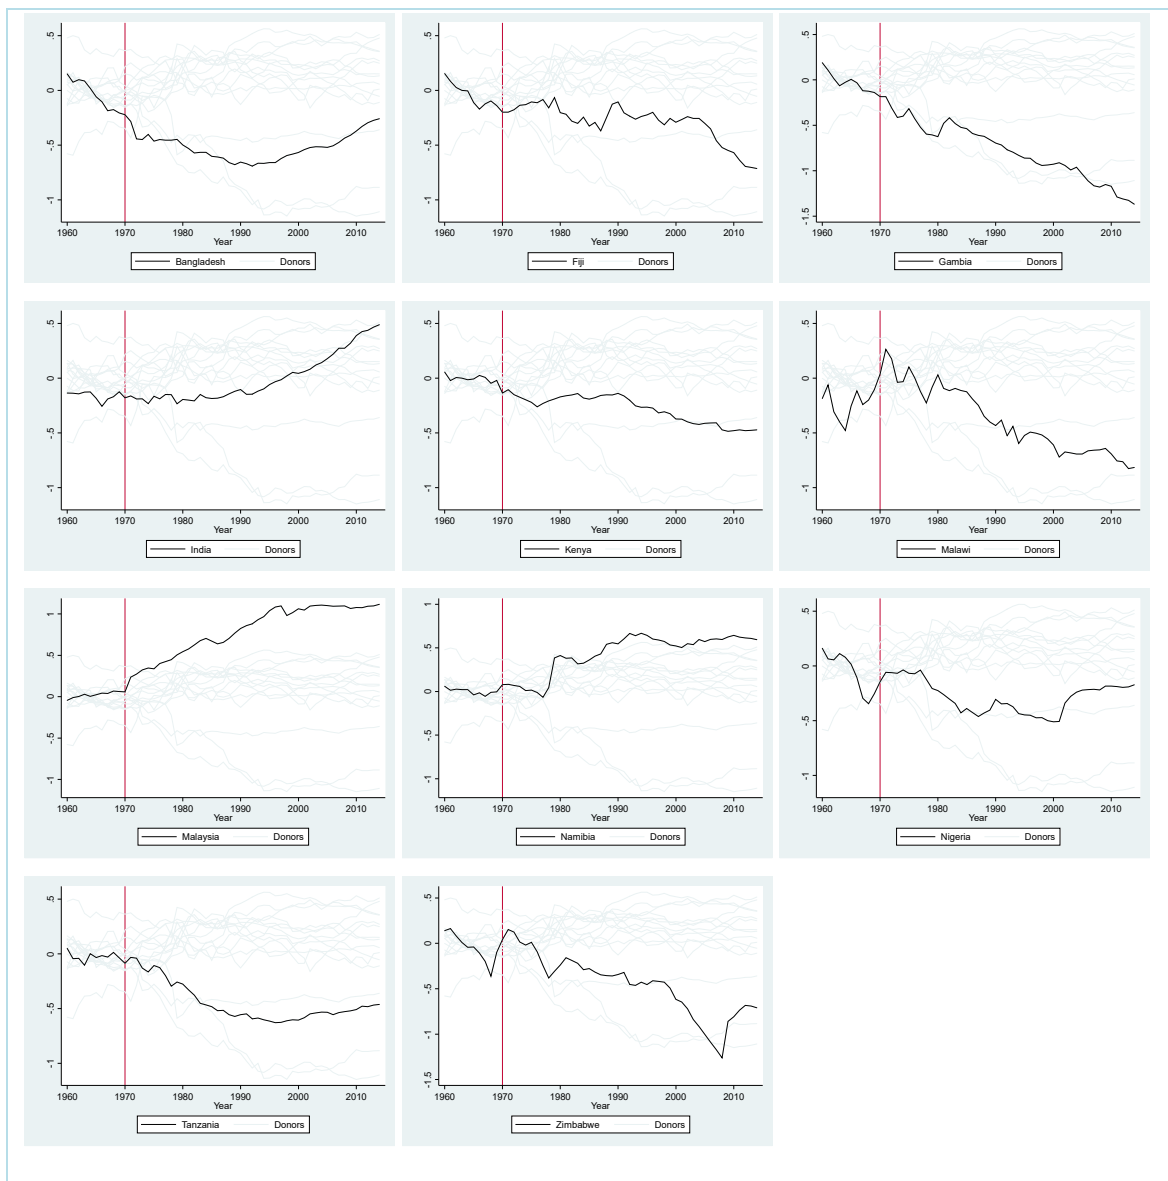 .5
0
-.5
-1
1960 1970 1980 1990 2000 2010
Year
Bangladesh Donors
.5
0
-.5
-1
1960 1970 1980 1990 2000 2010
Year
Fiji Donors
.5
0
-.5
-1
-1.5
1960 1970 1980 1990 2000 2010
Year
Gambia Donors
.5
0
-.5
-1
1960 1970 1980 1990 2000 2010
Year
India Donors
.5
0
-.5
-1
1960 1970 1980 1990 2000 2010
Year
Kenya Donors
.5
0
-.5
-1
1960 1970 1980 1990 2000 2010
Year
Malawi Donors
1
.5
0
-.5
-1
1960 1970 1980 1990 2000 2010
Year
Malaysia Donors
1
.5
0
-.5
-1
1960 1970 1980 1990 2000 2010
Year
Namibia Donors
.5
0
-.5
-1
1960 1970 1980 1990 2000 2010
Year
Nigeria Donors
.5
0
-.5
-1
1960 1970 1980 1990 2000 2010
Year
Tanzania Donors
.5
0
-.5
-1
-1.5
1960 1970 1980 1990 2000 2010
Year
Zimbabwe Donors